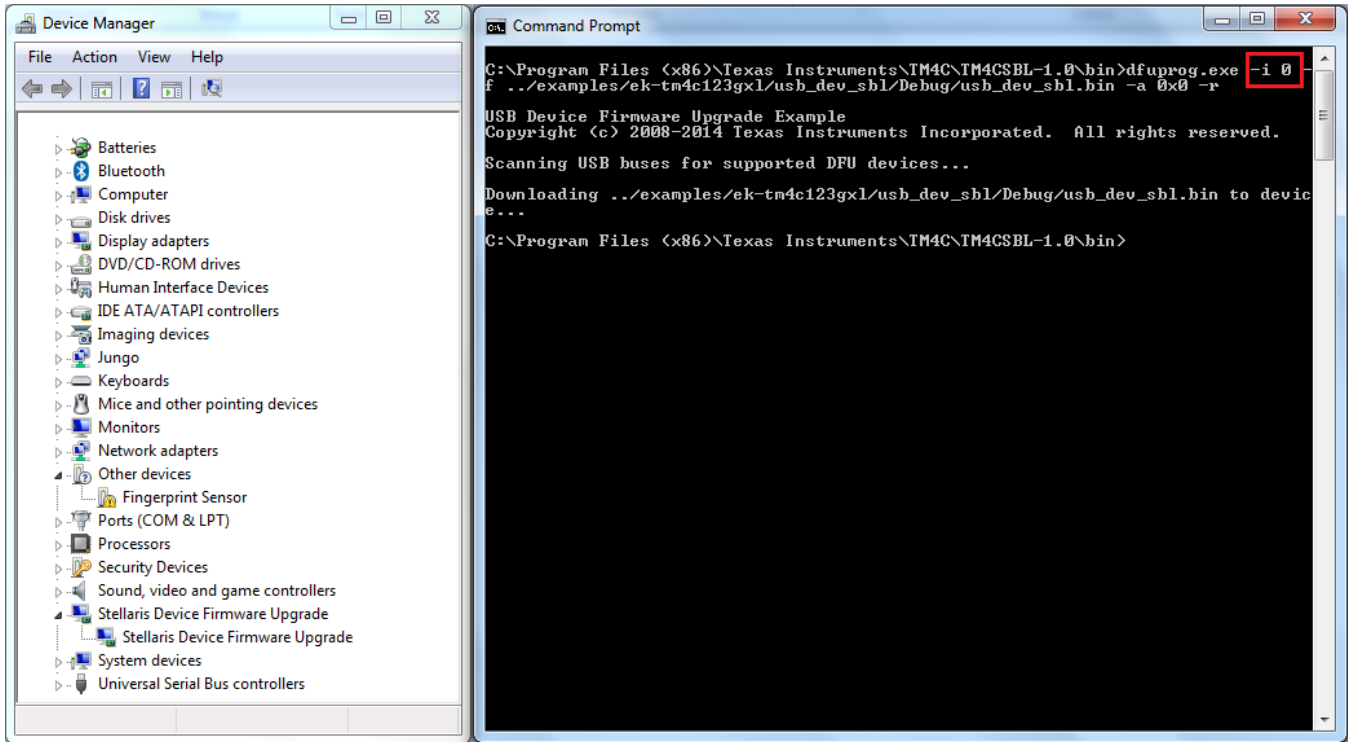 Device Manager
File Action View Help
Batteries
Bluetooth
Computer
Disk drives
Display adapters
DVD/CD-ROM drives
Human Interface Devices
IDE ATA/ATAPI controllers
Imaging devices
Jungo
Keyboards
Mice and other pointing devices
Monitors
Network adapters
Other devices
Fingerprint Sensor
Ports (COM & LPT)
Processors
Security Devices
Sound, video and game controllers
Stellaris Device Firmware Upgrade
Stellaris Device Firmware Upgrade
System devices
Universal Serial Bus controllers
C:\. Command Prompt
C:\Program Files (x86)\Texas Instruments\TM4C\TM4CSBL-1.0\bin>dfuprog.exe -i 0 -
f ../examples/ek-tm4c123gxl/usb_dev_sbl/Debug/usb_dev_sbl.bin -a 0x0 -r
USB Device Firmware Upgrade Example
Copyright (c) 2008-2014 Texas Instruments Incorporated.  All rights reserved.
Scanning USB buses for supported DFU devices...
Downloading ../examples/ek-tm4c123gxl/usb_dev_sbl/Debug/usb_dev_sbl.bin to devic
e...
C:\Program Files (x86)\Texas Instruments\TM4C\TM4CSBL-1.0\bin>